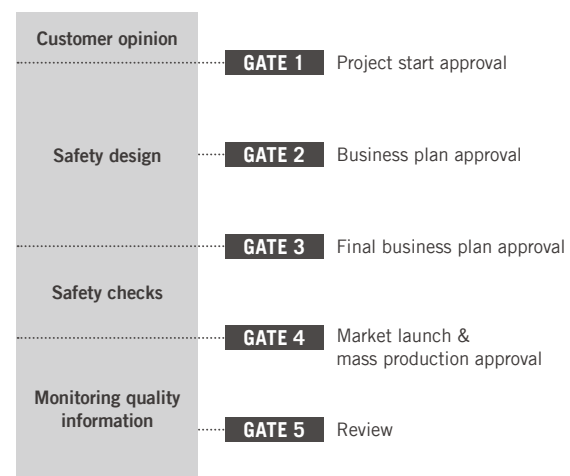 Customer opinion
GATE 1 Project start approval
Safety design
GATE 2 Business plan approval
GATE 3 Final business plan approval
Safety checks
GATE 4 Market launch &
mass production approval
Monitoring quality
information
GATE 5 Review